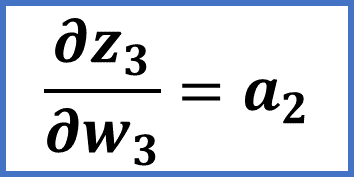 ∂z₃/∂w₃ = a₂